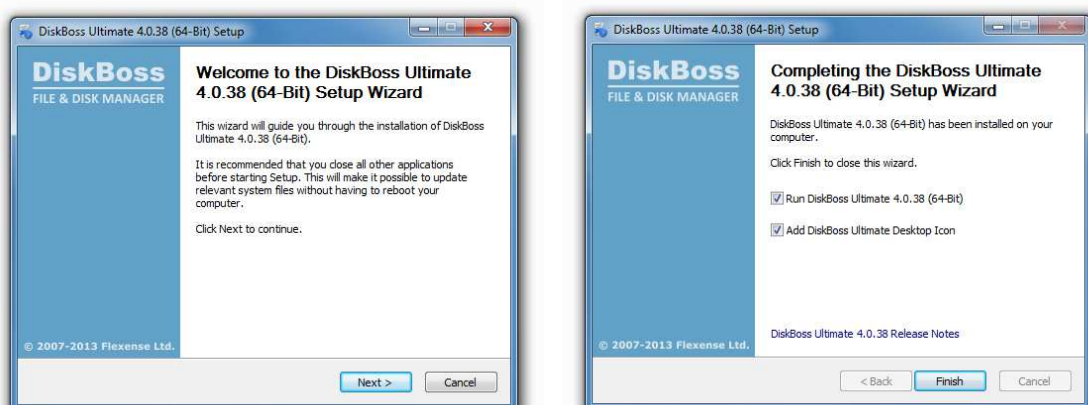 DiskBoss Ultimate 4.0.38 (64-Bit) Setup
DiskBoss
FILE & DISK MANAGER
Welcome to the DiskBoss Ultimate
4.0.38 (64-Bit) Setup Wizard
This wizard will guide you through the installation of DiskBoss
Ultimate 4.0.38 (64-Bit).
It is recommended that you close all other applications
before starting Setup. This will make it possible to update
relevant system files without having to reboot your
computer.
Click Next to continue.
© 2007-2013 Flexense Ltd.
Next >
Cancel
DiskBoss Ultimate 4.0.38 (64-Bit) Setup
DiskBoss
FILE & DISK MANAGER
Completing the DiskBoss Ultimate
4.0.38 (64-Bit) Setup Wizard
DiskBoss Ultimate 4.0.38 (64-Bit) has been installed on your
computer.
Click Finish to close this wizard.
Run DiskBoss Ultimate 4.0.38 (64-Bit)
Add DiskBoss Ultimate Desktop Icon
DiskBoss Ultimate 4.0.38 Release Notes
© 2007-2013 Flexense Ltd.
< Back
Finish
Cancel